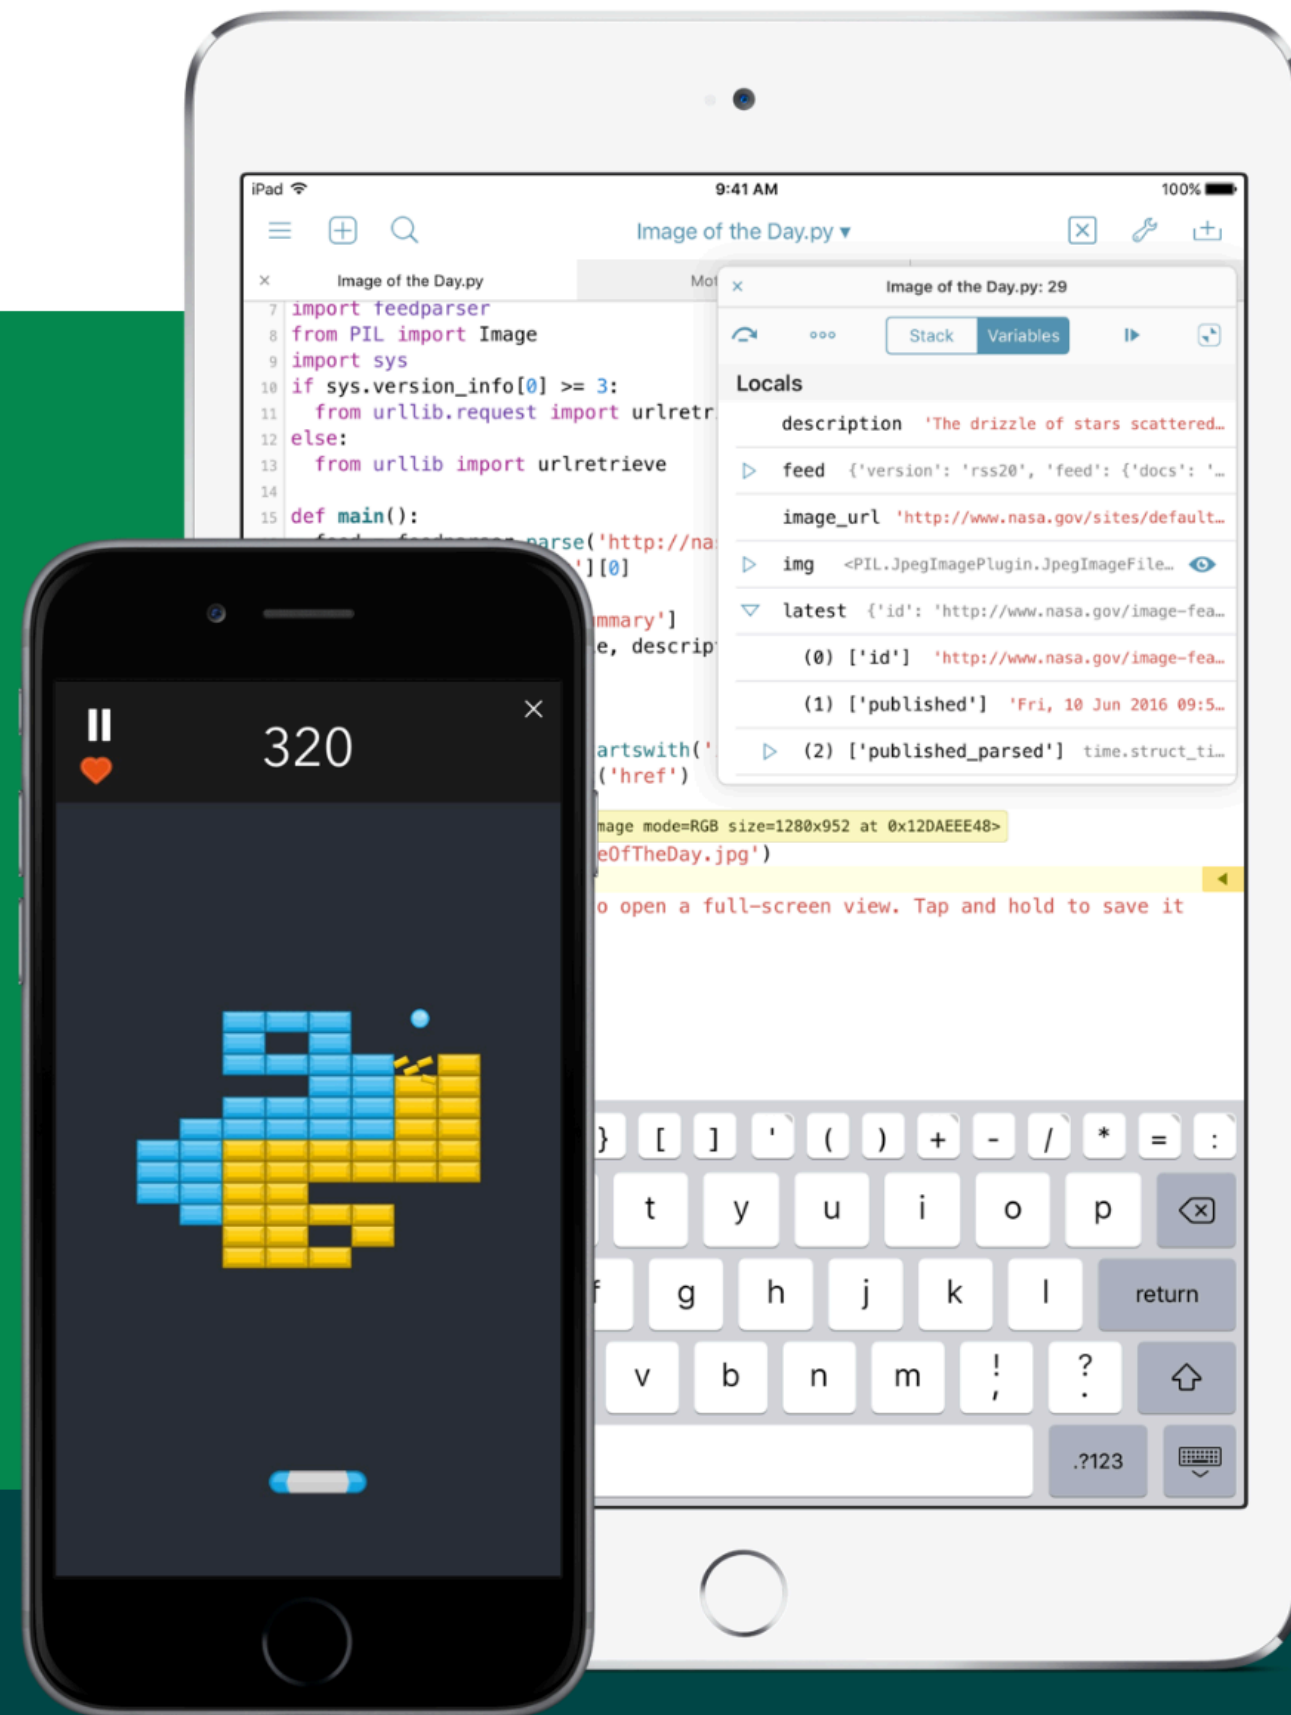 iPad
9:41 AM
100%
Image of the Day.py ▾
Image of the Day.py
Mot
7 import feedparser
8 from PIL import Image
9 import sys
10 if sys.version_info[0] >= 3:
11 from urllib.request import urlretr
12 else:
13 from urllib import urlretrieve
14
15 def main():
parse('http://na
'][0]
mmary']
e, descrip
artswith('
('href')
mage mode=RGB size=1280x952 at 0x12DAEEE48>
eOfTheDay.jpg')
o open a full-screen view. Tap and hold to save it
Image of the Day.py: 29
Stack
Variables
Locals
description 'The drizzle of stars scattered…
feed {'version': 'rss20', 'feed': {'docs': '…
image_url 'http://www.nasa.gov/sites/default…
img <PIL.JpegImagePlugin.JpegImageFile…
latest {'id': 'http://www.nasa.gov/image-fea…
(0) ['id'] 'http://www.nasa.gov/image-fea…
(1) ['published'] 'Fri, 10 Jun 2016 09:5…
(2) ['published_parsed'] time.struct_ti…
} [ ] ' ( ) + - / * = :
t y u i o p
f g h j k l return
v b n m ! , ? .
.?123
320